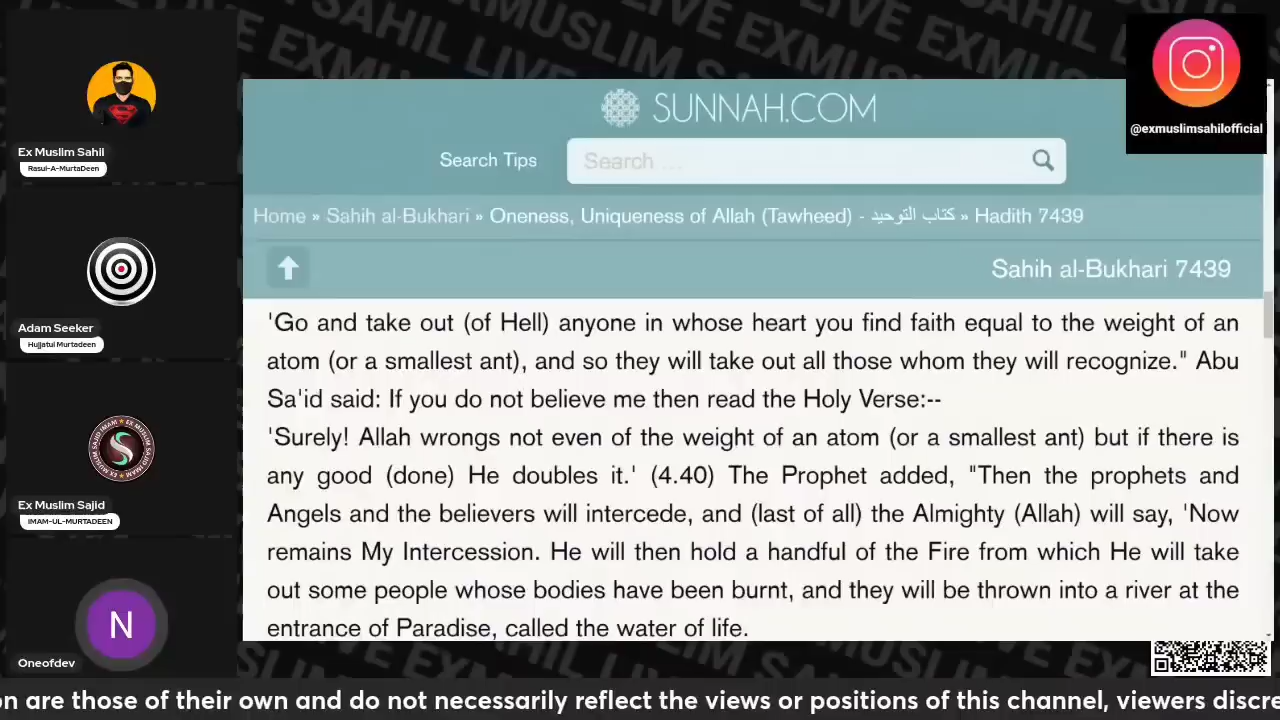 Ex Muslim Sahil
Rasul-A-MurtaDeen
Adam Seeker
Hujjatul Murtadeen
Ex Muslim Sajid
IMAM-UL-MURTADEEN
N
Oneofdev
SUNNAH.COM
Search Tips
Search ...
Home » Sahih al-Bukhari » Oneness, Uniqueness of Allah (Tawheed) - كتاب التوحيد » Hadith 7439
Sahih al-Bukhari 7439
'Go and take out (of Hell) anyone in whose heart you find faith equal to the weight of an
atom (or a smallest ant), and so they will take out all those whom they will recognize." Abu
Sa'id said: If you do not believe me then read the Holy Verse:--
'Surely! Allah wrongs not even of the weight of an atom (or a smallest ant) but if there is
any good (done) He doubles it.' (4.40) The Prophet added, "Then the prophets and
Angels and the believers will intercede, and (last of all) the Almighty (Allah) will say, 'Now
remains My Intercession. He will then hold a handful of the Fire from which He will take
out some people whose bodies have been burnt, and they will be thrown into a river at the
entrance of Paradise, called the water of life.
@exmuslimsahilofficial
on are those of their own and do not necessarily reflect the views or positions of this channel, viewers discre